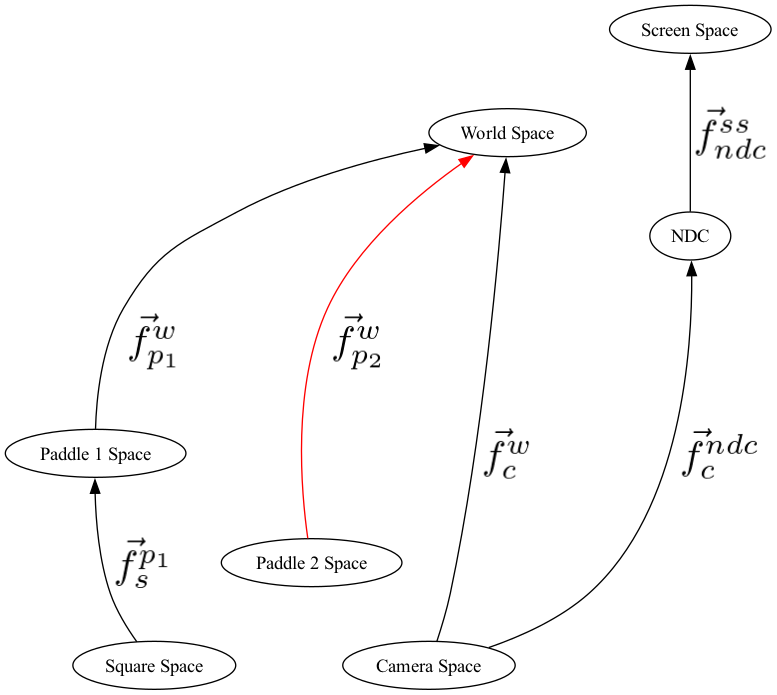 Screen Space
World Space
$\vec{f}_{ndc}^{ss}$
NDC
$\vec{f}_{p_1}^{w}$
$\vec{f}_{p_2}^{w}$
Paddle 1 Space
$\vec{f}_{c}^{w}$
$\vec{f}_{c}^{ndc}$
$\vec{f}_{s}^{p_1}$
Paddle 2 Space
Square Space
Camera Space